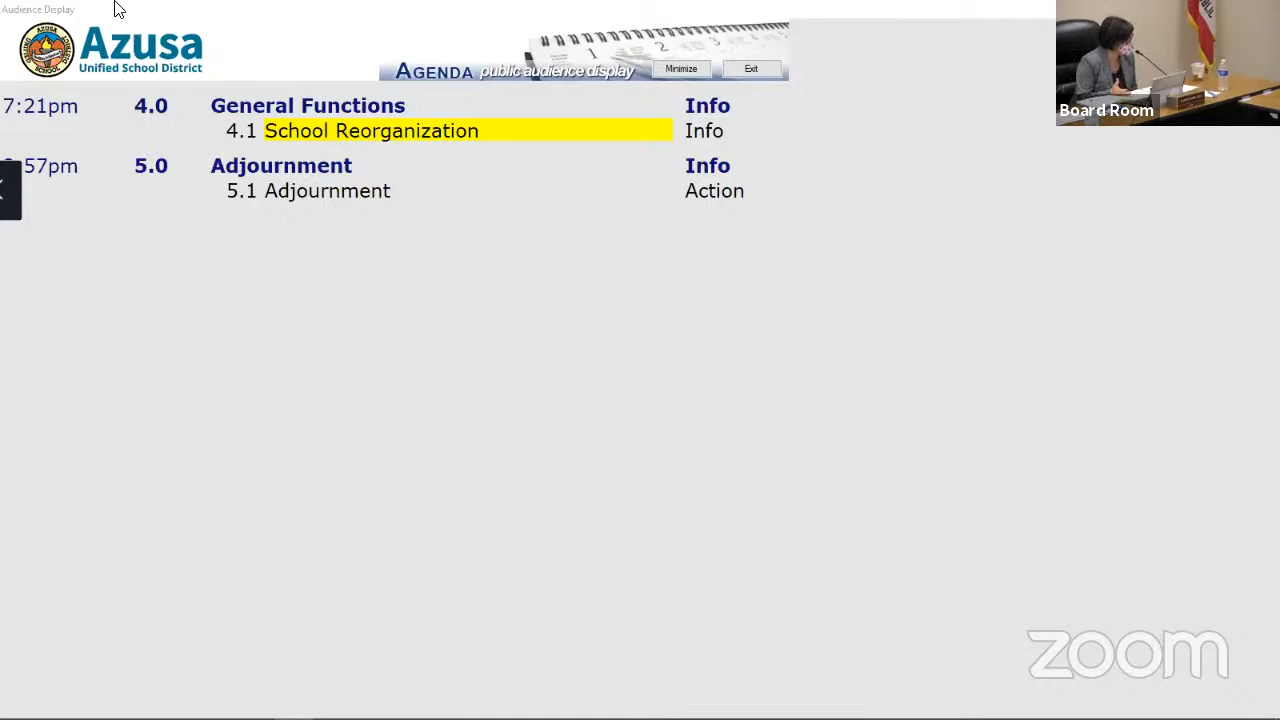 Audience Display
Azusa
Unified School District
AGENDA public audience display
Minimize
Exit
7:21pm 4.0 General Functions Info
4.1 School Reorganization Info
:57pm 5.0 Adjournment Info
5.1 Adjournment Action
Board Room
zoom